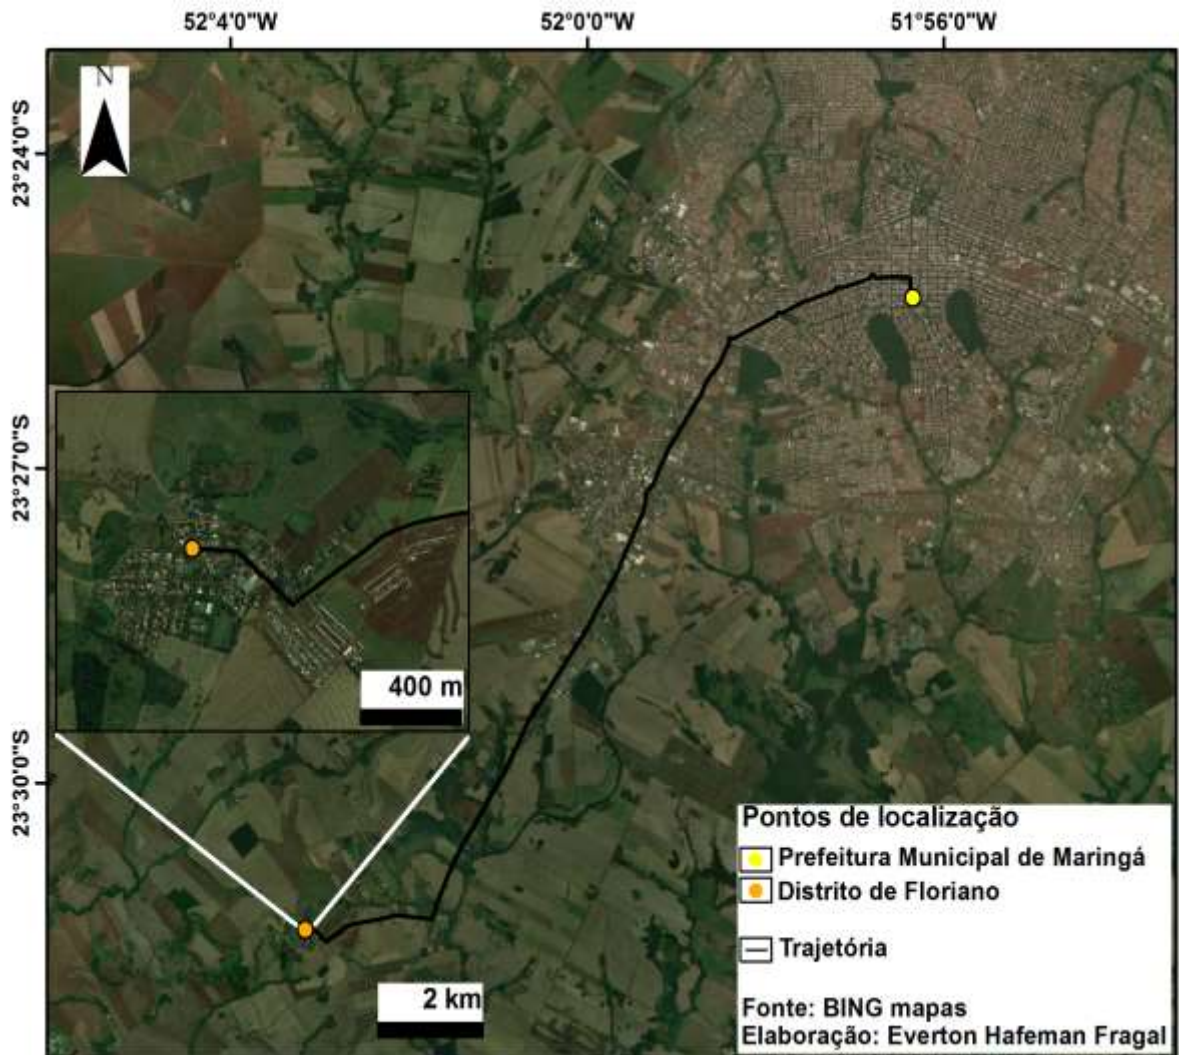 52°4'0"W 52°0'0"W 51°56'0"W
N
23°24'0"S
23°27'0"S
400 m
23°30'0"S
Pontos de localização
Prefeitura Municipal de Maringá
Distrito de Floriano
Trajetória
2 km
Fonte: BING mapas
Elaboração: Everton Hafeman Fragal